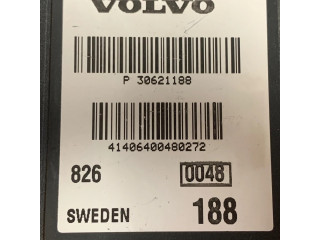 VOLVO
P 30621188
41406400480272
826 0048
SWEDEN 188